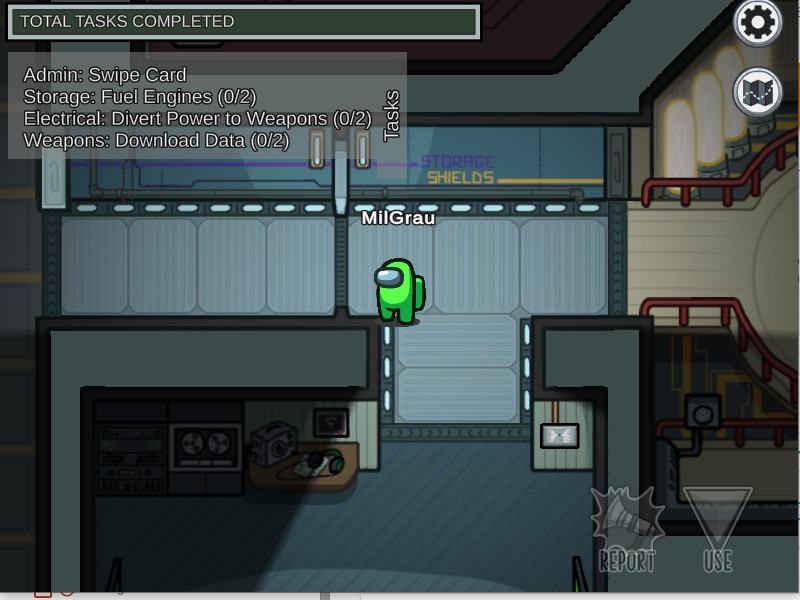 TOTAL TASKS COMPLETED
Admin: Swipe Card
Storage: Fuel Engines (0/2)
Electrical: Divert Power to Weapons (0/2)
Weapons: Download Data (0/2)
Tasks
STORAGE
SHIELDS
MilGrau
REPORT
USE